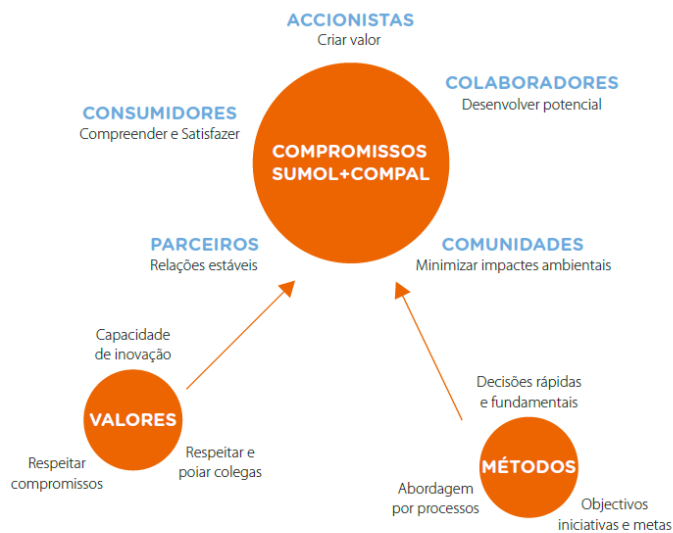 ACCIONISTAS
Criar valor
COLABORADORES
Desenvolver potencial
CONSUMIDORES
Compreender e Satisfazer
COMPROMISSOS
SUMOL+COMPAL
PARCEIROS
Relações estáveis
COMUNIDADES
Minimizar impactes ambientais
Capacidade
de inovação
VALORES
Respeitar
compromissos
Respeitar e
poiar colegas
Decisões rápidas
e fundamentais
MÉTODOS
Abordagem
por processos
Objectivos
iniciativas e metas